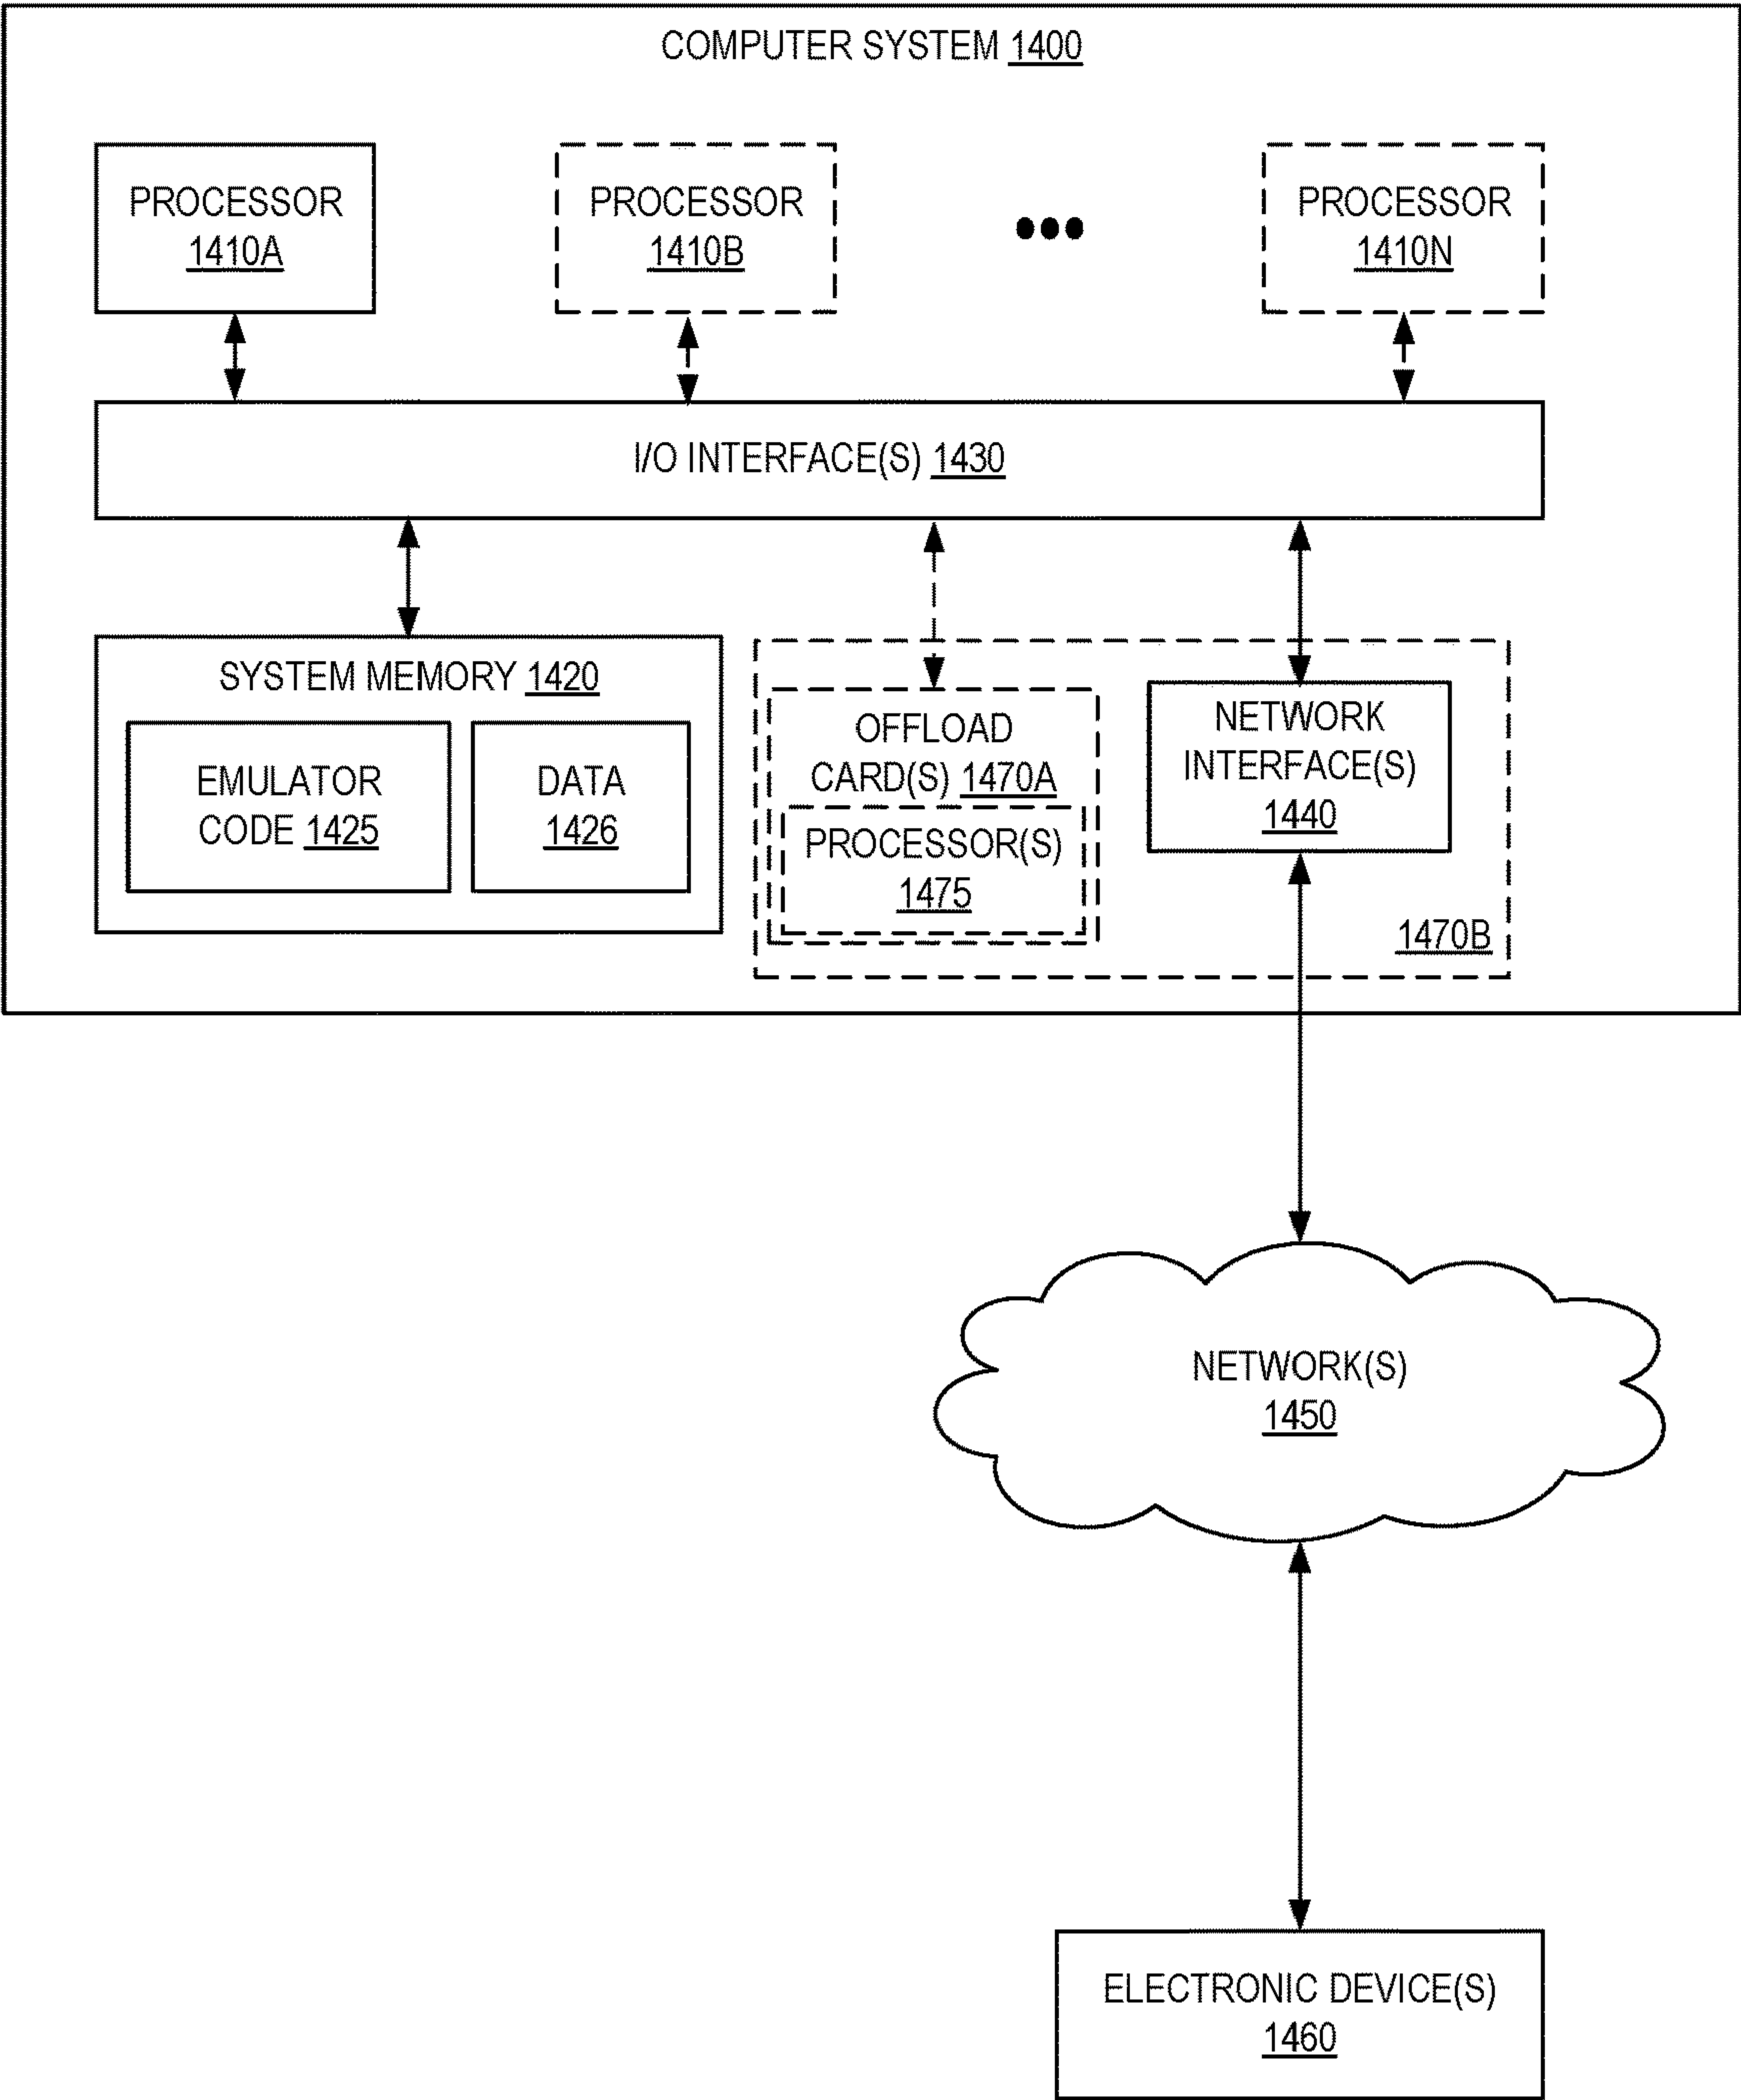 COMPUTER SYSTEM 1400
PROCESSOR
1410A
PROCESSOR
1410B
PROCESSOR
1410N
I/O INTERFACE(S) 1430
SYSTEM MEMORY 1420
EMULATOR
CODE 1425
DATA
1426
OFFLOAD
CARD(S) 1470A
PROCESSOR(S)
1475
NETWORK
INTERFACE(S)
1440
1470B
NETWORK(S)
1450
ELECTRONIC DEVICE(S)
1460